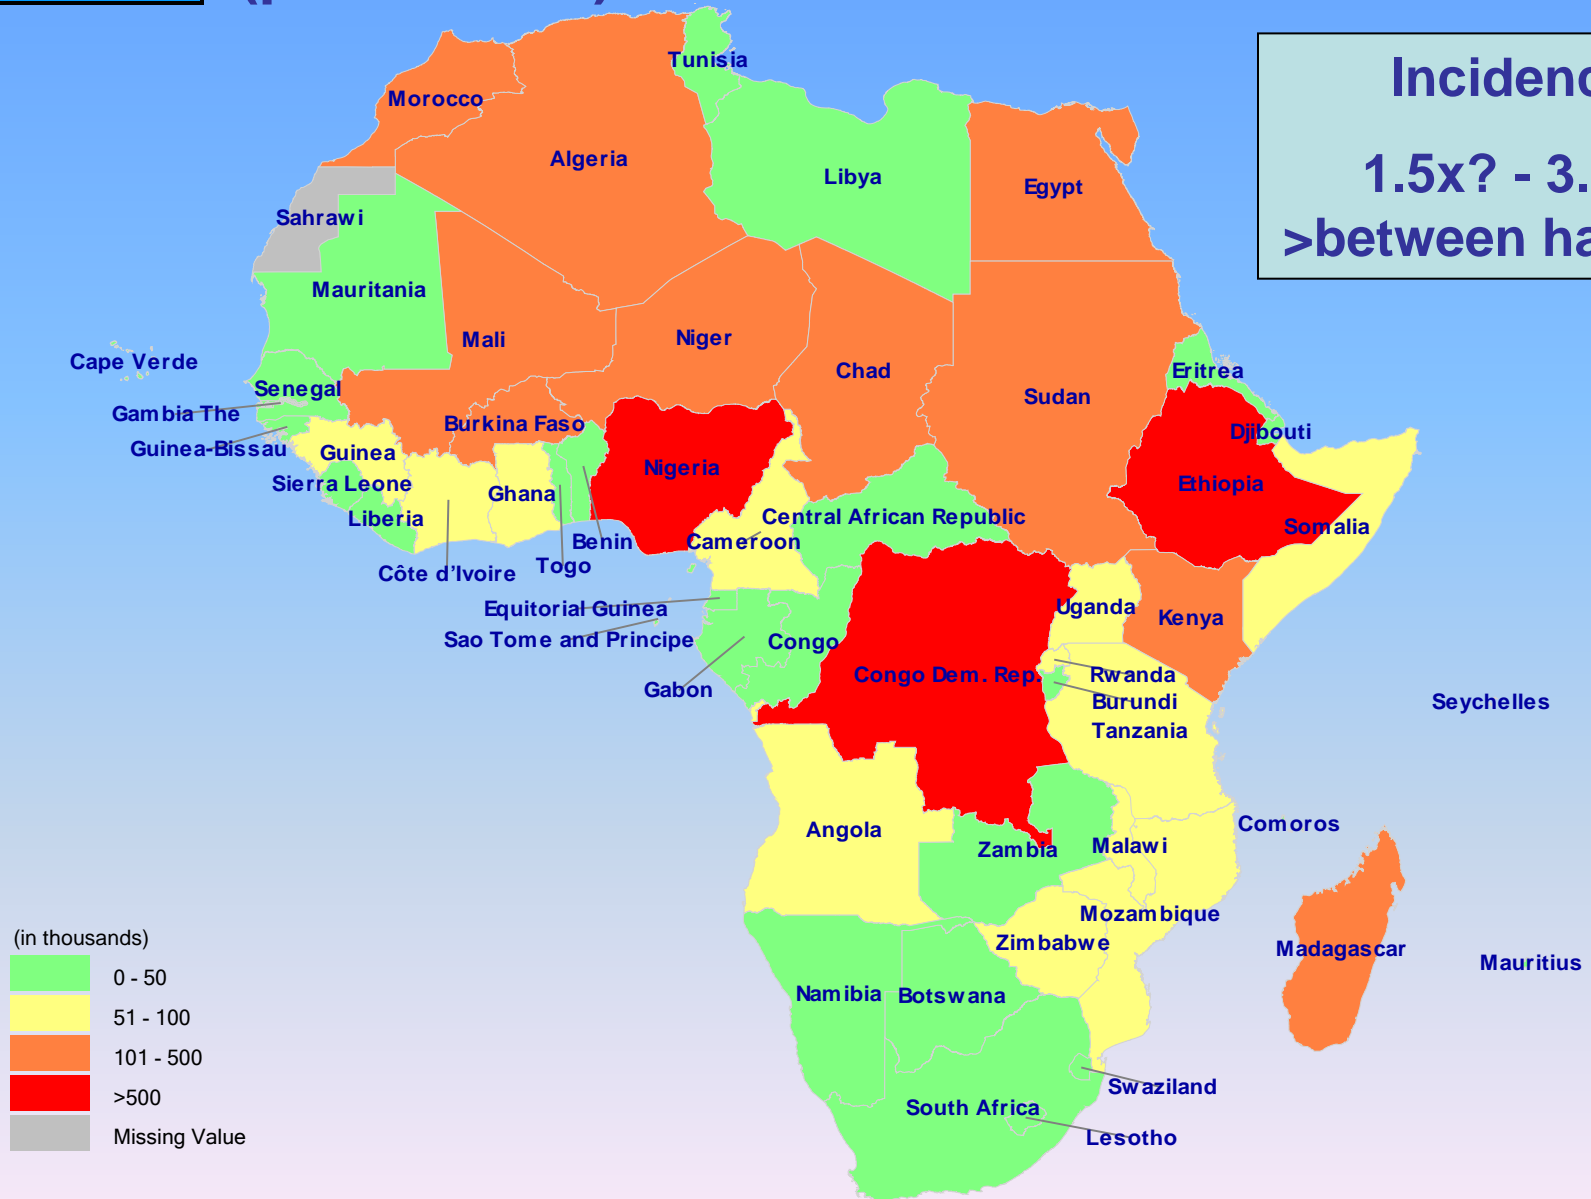 Incidenc
1.5x? - 3.
>between ha
Tunisia
Morocco
Algeria
Libya
Egypt
Sahrawi
Mauritania
Mali
Niger
Cape Verde
Chad
Eritrea
Senegal
Sudan
Gambia The
Burkina Faso
Djibouti
Guinea-Bissau
Guinea
Nigeria
Sierra Leone
Ghana
Ethiopia
Liberia
Central African Republic
Somalia
Benin
Cameroon
Togo
Côte d'Ivoire
Equitorial Guinea
Uganda
Kenya
Sao Tome and Principe
Congo
Congo Dem. Rep.
Rwanda
Gabon
Burundi
Seychelles
Tanzania
Comoros
Angola
Malawi
Zambia
Mozambique
Zimbabwe
Madagascar
Mauritius
Namibia
Botswana
Swaziland
South Africa
Lesotho
(in thousands)
0 - 50
51 - 100
101 - 500
>500
Missing Value